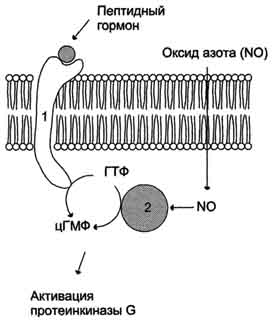 Пептидный
гормон
Оксид азота (NO)
1
ГТФ
2
NO
цГМФ
Активация
протеинкиназы G